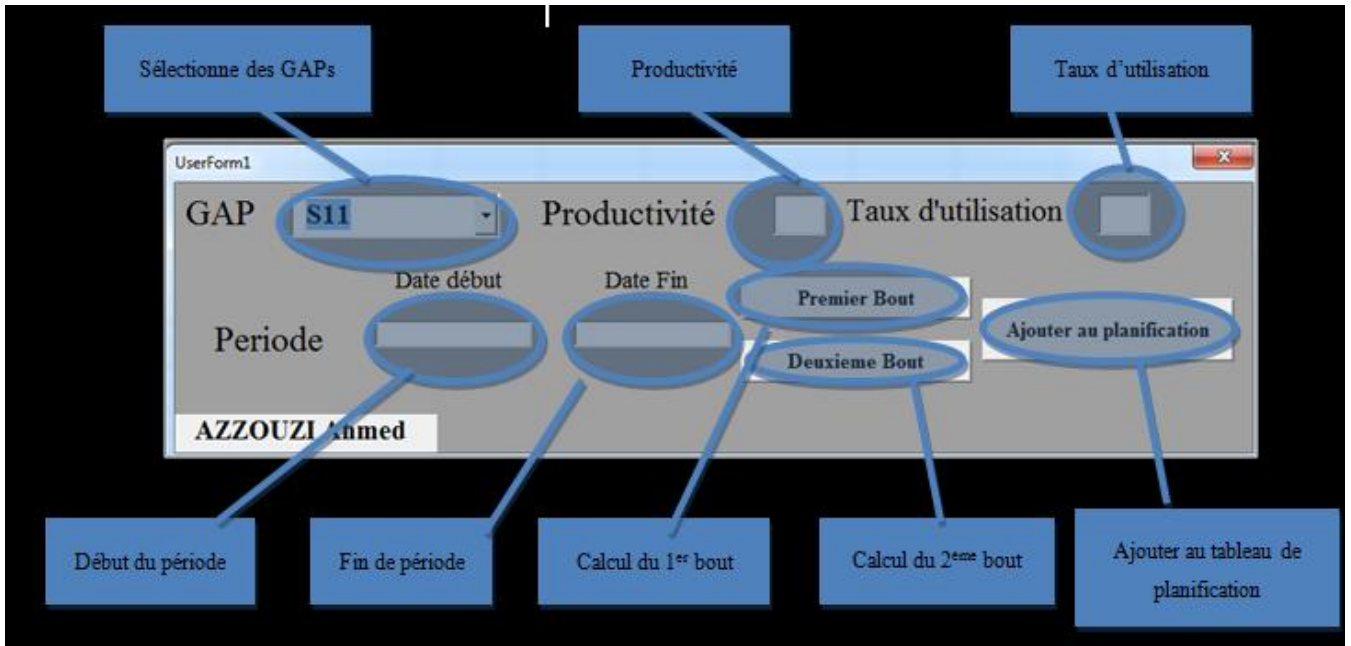 Sélectionne des GAPs
Productivité
Taux d'utilisation
UserForm1
GAP
S11
Productivité
Taux d'utilisation
Date début
Date Fin
Premier Bout
Periode
Ajouter au planification
Deuxieme Bout
AZZOUZI Ahmed
Début du période
Fin de période
Calcul du 1er bout
Calcul du 2ème bout
Ajouter au tableau de
planification